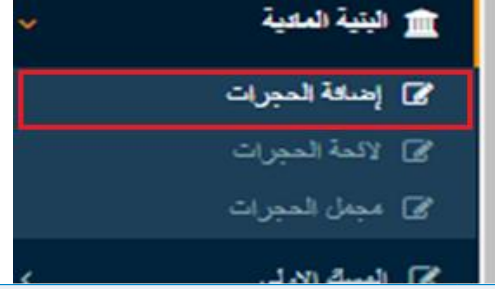 البنية المادية
إضافة الحجرات
لائحة الحجرات
مجمل الحجرات